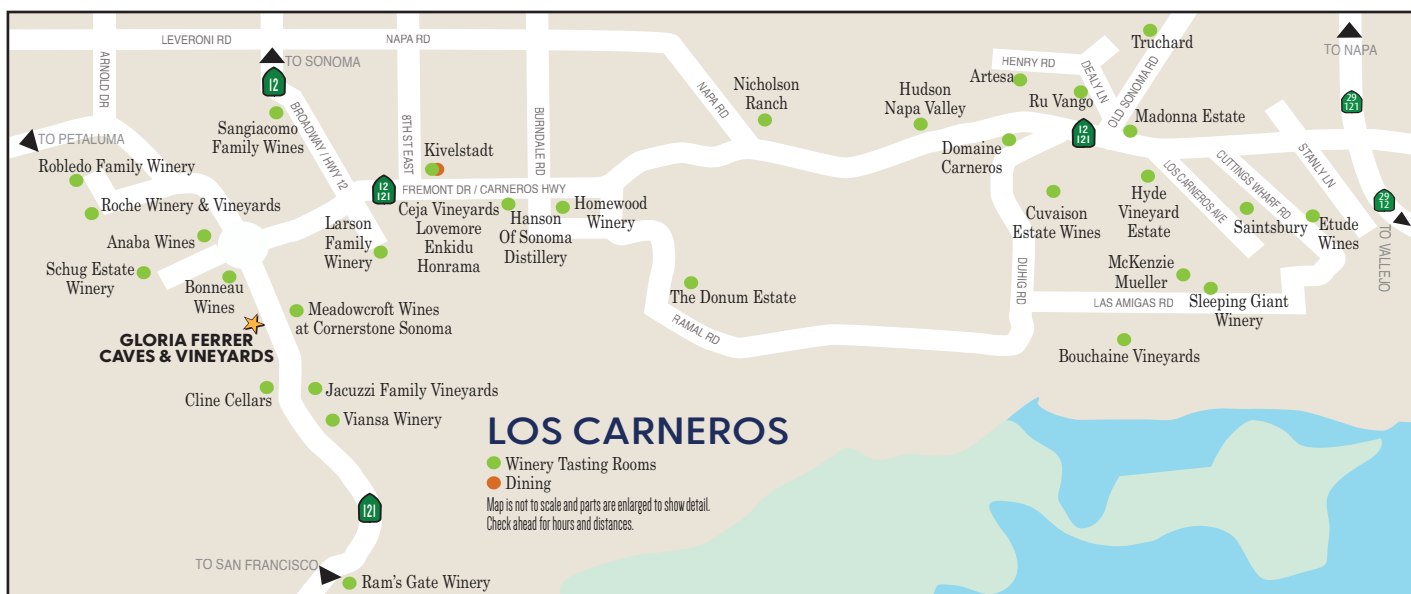 LEVERONI RD
NAPA RD
ARNOLD DR
TO SONOMA
12
BROADWAY / HWY 12
8TH ST EAST
BURNDALE RD
NAPA RD
Nicholson
Ranch
Hudson
Napa Valley
Artesa
HENRY RD
DEALY LN
OLD SONOMA RD
Truchard
TO NAPA
29
121
Ru Vango
12
121
Madonna Estate
Domaine
Carneros
TO PETALUMA
Sangiacomo
Family Wines
Kivelstadt
Robledo Family Winery
12
121
FREMONT DR / CARNEROS HWY
Roche Winery & Vineyards
Anaba Wines
Schug Estate
Winery
Bonneau
Wines
Larson
Family
Winery
Ceja Vineyards
Lovemore
Enkidu
Honrama
Hanson
Of Sonoma
Distillery
Homewood
Winery
Cuvaison
Estate Wines
Hyde
Vineyard
Estate
LOS CARNEROS AVE
CUTTINGS WHARF RD
STANLY LN
29
12
TO VALLEJO
Saintsbury
Etude
Wines
McKenzie
Mueller
DUHIG RD
LAS AMIGAS RD
Sleeping Giant
Winery
Bouchaine Vineyards
The Donum Estate
RAMAL RD
Meadowcroft Wines
at Cornerstone Sonoma
GLORIA FERRER
CAVES & VINEYARDS
Cline Cellars
Jacuzzi Family Vineyards
Viansa Winery
LOS CARNEROS
Winery Tasting Rooms
Dining
Map is not to scale and parts are enlarged to show detail.
Check ahead for hours and distances.
121
TO SAN FRANCISCO
Ram's Gate Winery